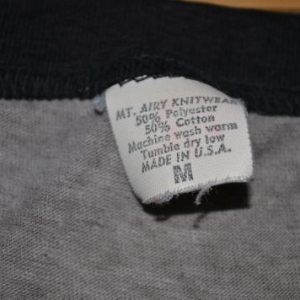 MT. AIRY KNITWEAR
50% Polyester
50% Cotton
Machine wash warm
Tumble dry low
MADE IN U.S.A.
M